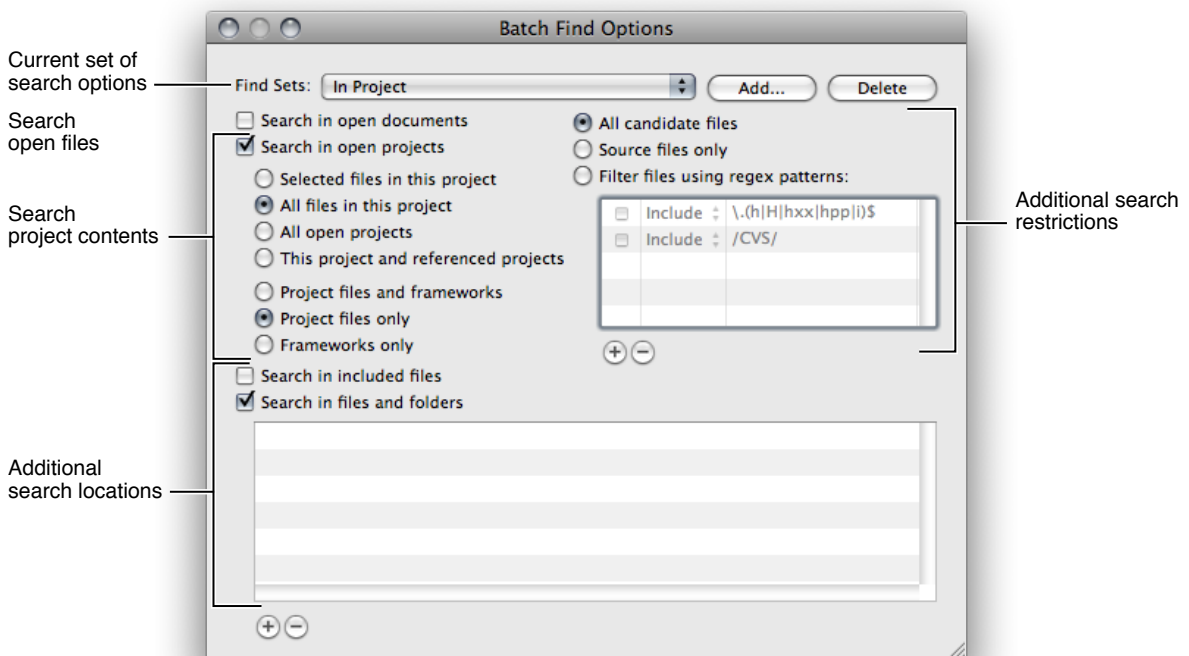 Batch Find Options
Current set of
search options
Find Sets: In Project Add... Delete
Search
open files
Search in open documents
Search in open projects
Selected files in this project
All files in this project
All open projects
This project and referenced projects
Project files and frameworks
Project files only
Frameworks only
Search
project contents
All candidate files
Source files only
Filter files using regex patterns:
Include \.(h|H|hxx|hpp|i)$
Include /CVS/
Additional search
restrictions
Search in included files
Search in files and folders
Additional
search locations